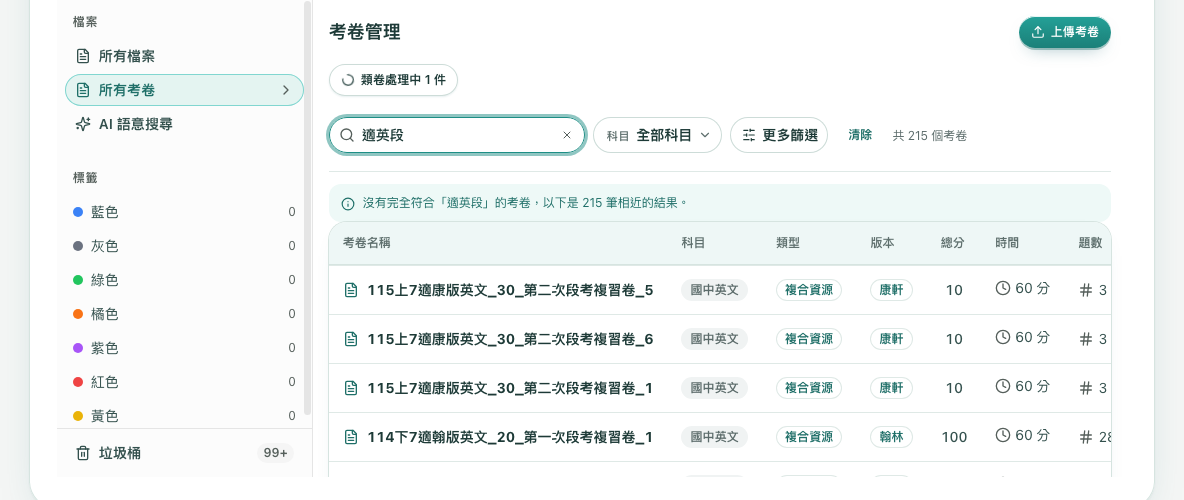 檔案
所有檔案
所有考卷
AI 語意搜尋
標籤
藍色 0
灰色 0
綠色 0
橘色 0
紫色 0
紅色 0
黃色 0
垃圾桶 99+
考卷管理
上傳考卷
類卷處理中 1 件
適英段 科目 全部科目 更多篩選 清除 共 215 個考卷
沒有完全符合「適英段」的考卷，以下是 215 筆相近的結果。
考卷名稱 科目 類型 版本 總分 時間 題數
115上7適康版英文_30_第二次段考複習卷_5 國中英文 複合資源 康軒 10 60 分 # 3
115上7適康版英文_30_第二次段考複習卷_6 國中英文 複合資源 康軒 10 60 分 # 3
115上7適康版英文_30_第二次段考複習卷_1 國中英文 複合資源 康軒 10 60 分 # 3
114下7適翰版英文_20_第一次段考複習卷_1 國中英文 複合資源 翰林 100 60 分 # 28